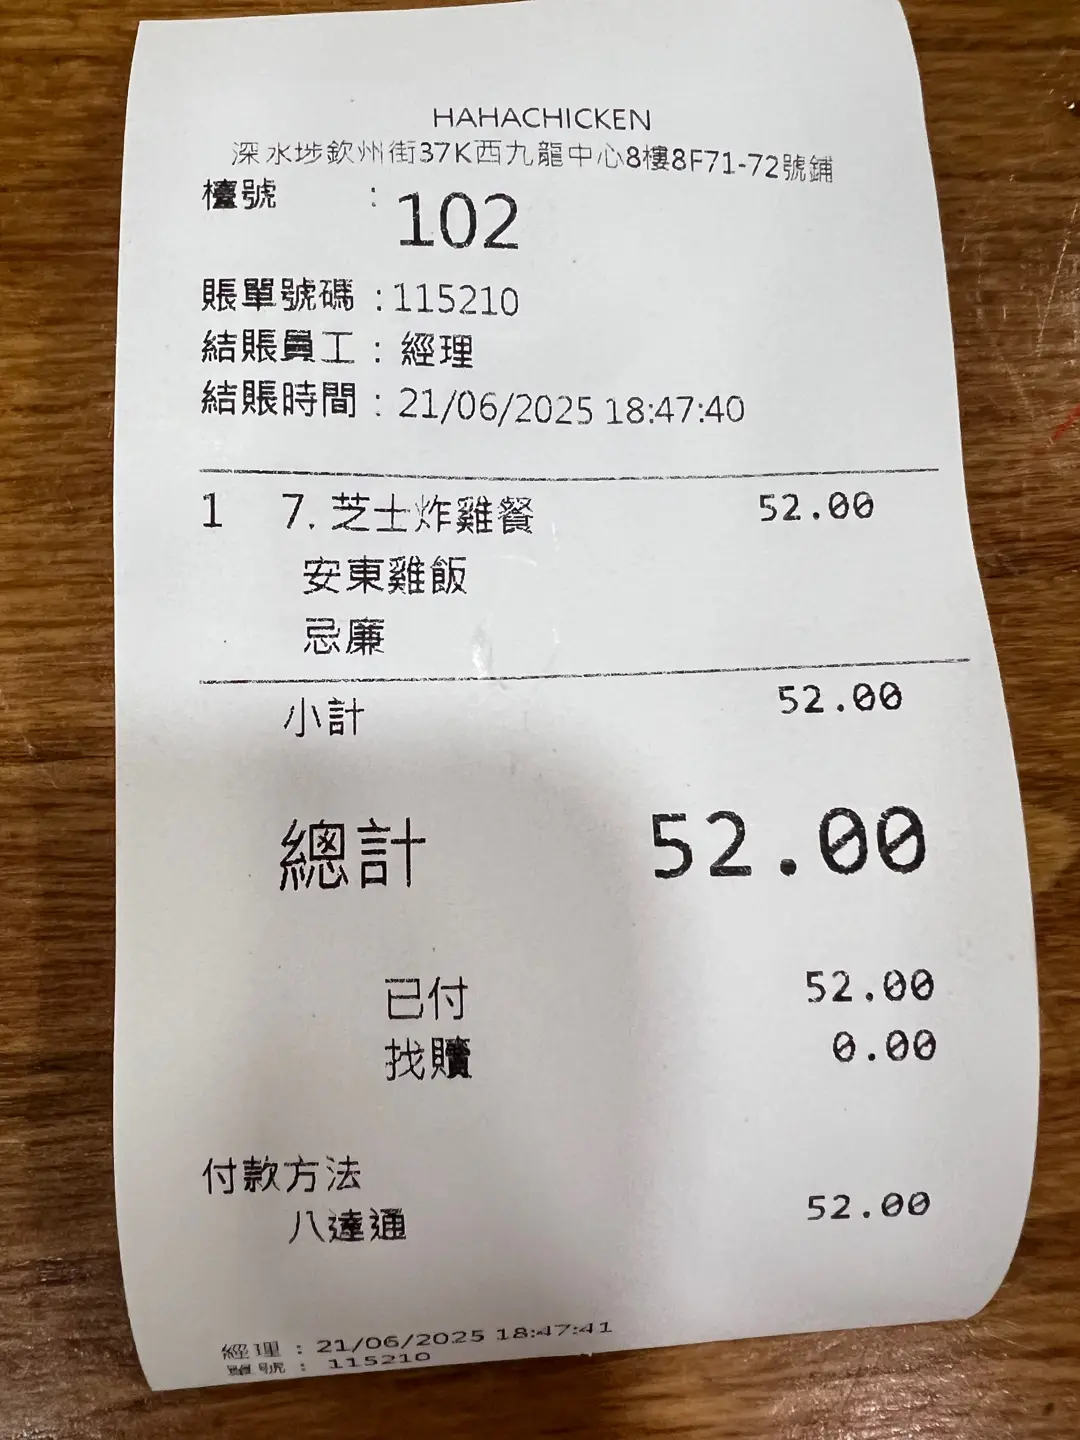 HAHACHICKEN
深水埗欽州街37K西九龍中心8樓8F71-72號鋪
檯號 : 102
賬單號碼 : 115210
結賬員工 : 經理
結賬時間 : 21/06/2025 18:47:40
1 7. 芝士炸雞餐 52.00
安東雞飯
忌廉
小計 52.00
總計 52.00
已付 52.00
找贖 0.00
付款方法
八達通 52.00
經理 : 21/06/2025 18:47:41
單號 : 115210